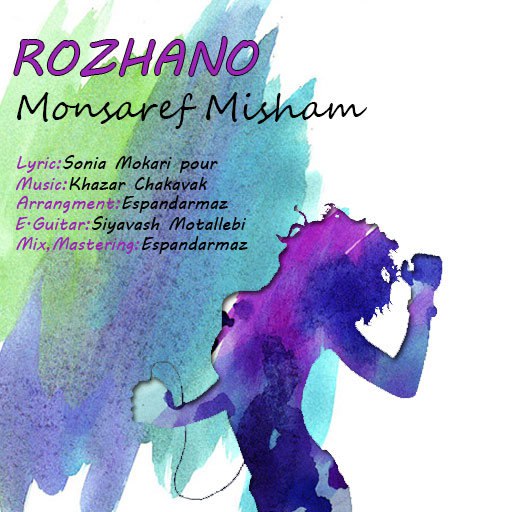 ROZHANO
Monsaref Misham
Lyric:Sonia Mokari pour
Music:Khazar Chakavak
Arrangment:Espandarmaz
E.Guitar:Siyavash Motallebi
Mix,Mastering:Espandarmaz